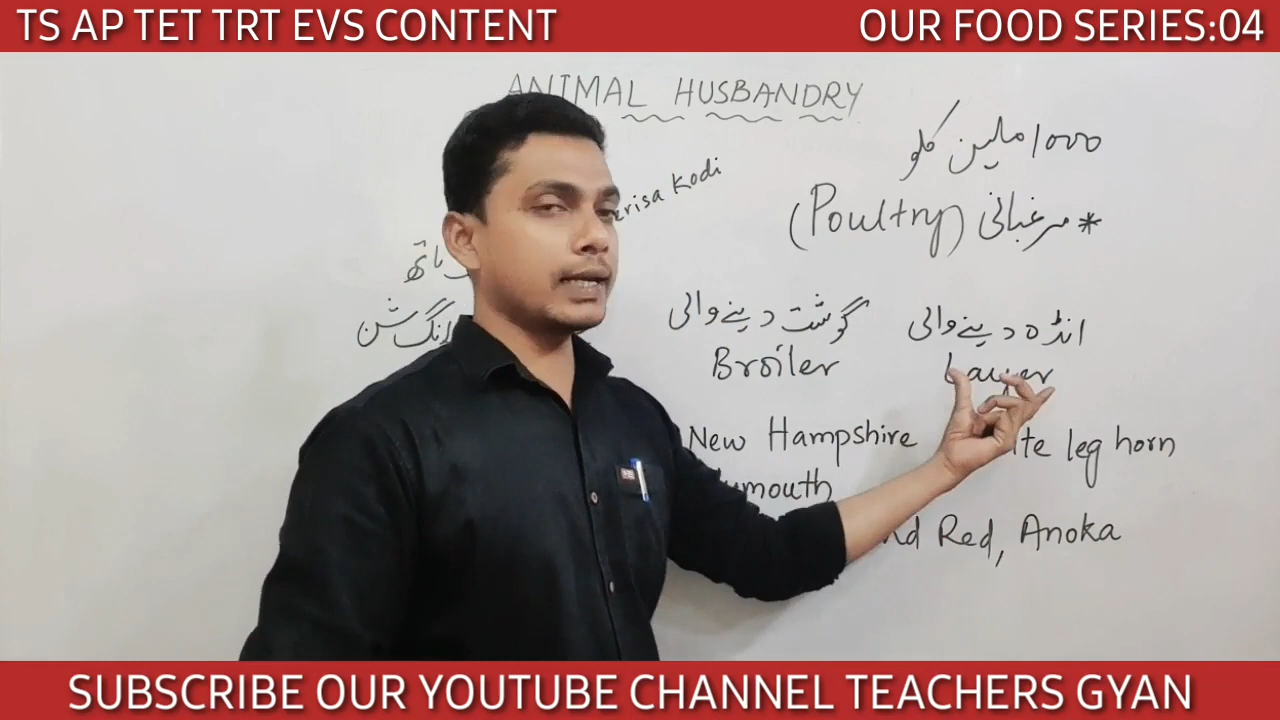 TS AP TET TRT EVS CONTENT
OUR FOOD SERIES:04
ANIMAL HUSBANDRY
1000 ملین کلو
* مرغبانی (Poultry)
Kodi
انڈہ دینے والی
گوشت دینے والی
Layer
Broiler
leg horn
New Hampshire
Red, Anoka
SUBSCRIBE OUR YOUTUBE CHANNEL TEACHERS GYAN